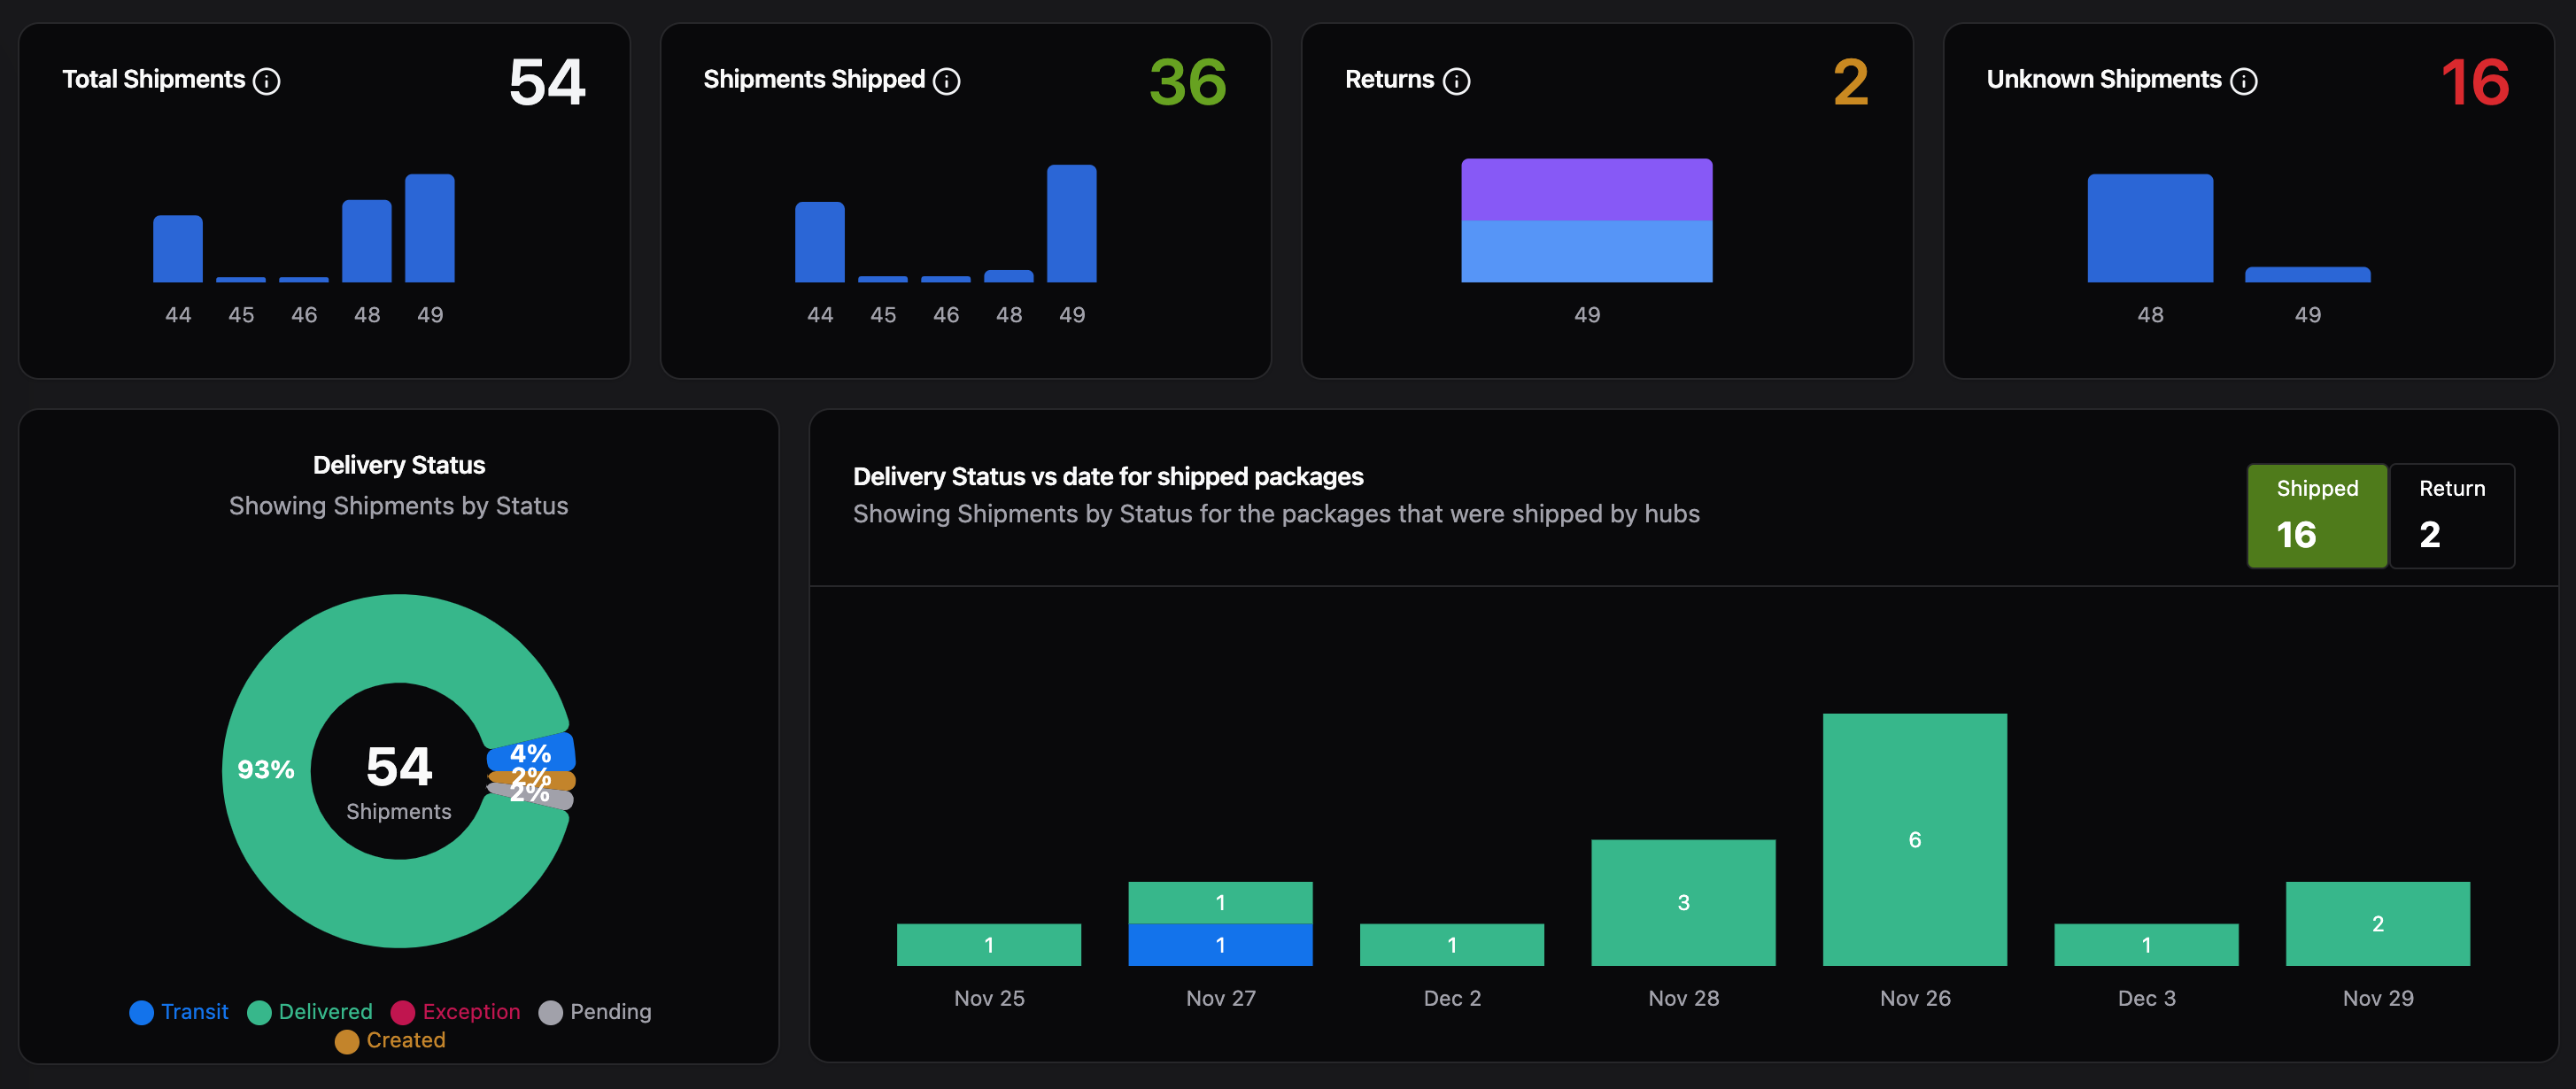 Total Shipments
54
44 45 46 48 49
Shipments Shipped
36
44 45 46 48 49
Returns
2
49
Unknown Shipments
16
48 49
Delivery Status
Showing Shipments by Status
93%
54
Shipments
4%
2%
2%
Transit Delivered Exception Pending
Created
Delivery Status vs date for shipped packages
Showing Shipments by Status for the packages that were shipped by hubs
Shipped
16
Return
2
1
1
1
1
3
6
1
2
Nov 25 Nov 27 Dec 2 Nov 28 Nov 26 Dec 3 Nov 29